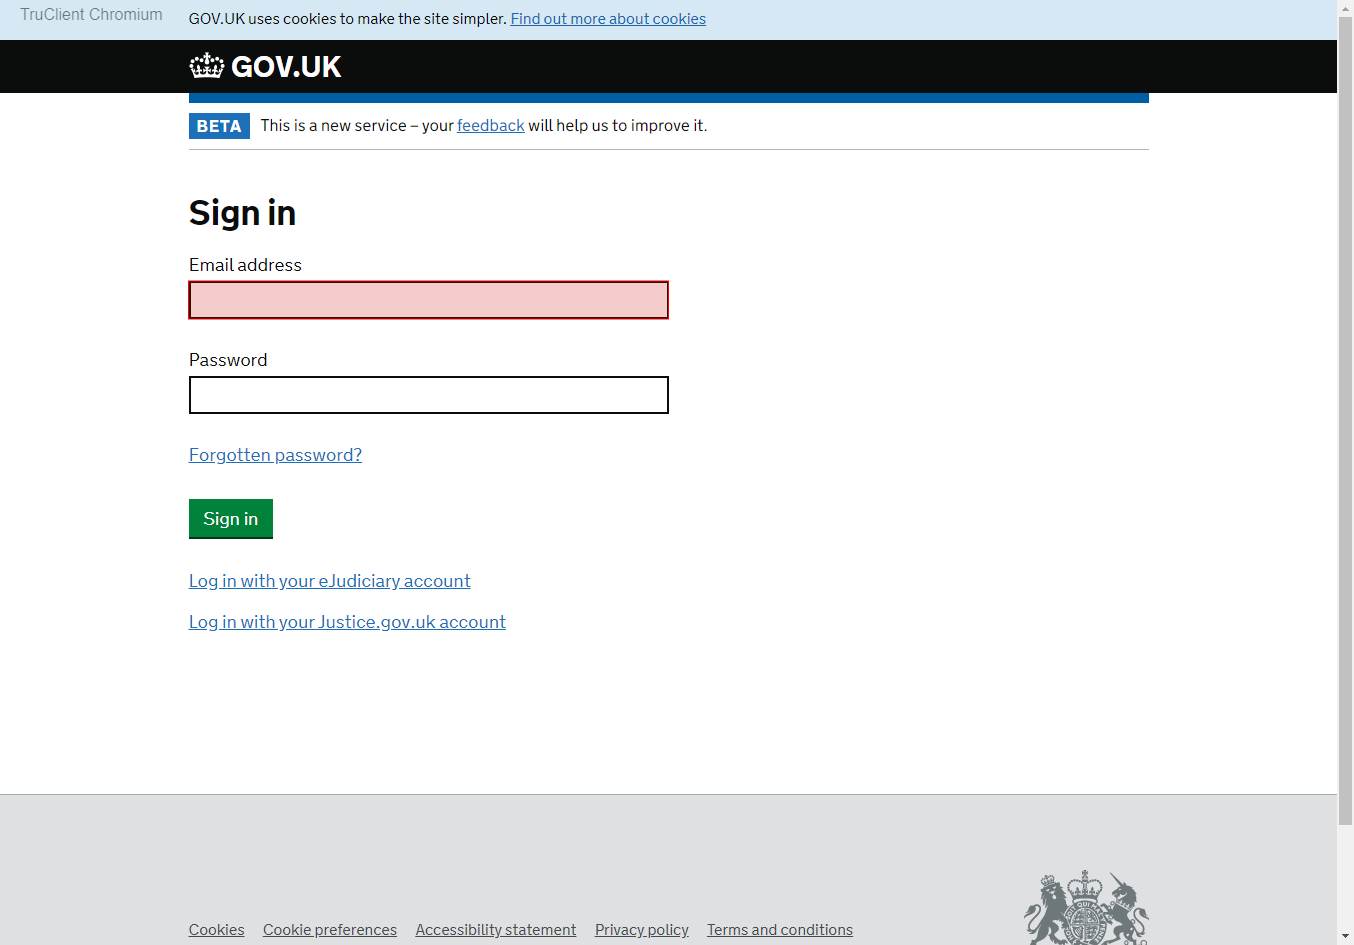 TruClient Chromium
GOV.UK uses cookies to make the site simpler. Find out more about cookies
GOV.UK
BETA This is a new service – your feedback will help us to improve it.
Sign in
Email address
Password
Forgotten password?
Sign in
Log in with your eJudiciary account
Log in with your Justice.gov.uk account
Cookies Cookie preferences Accessibility statement Privacy policy Terms and conditions